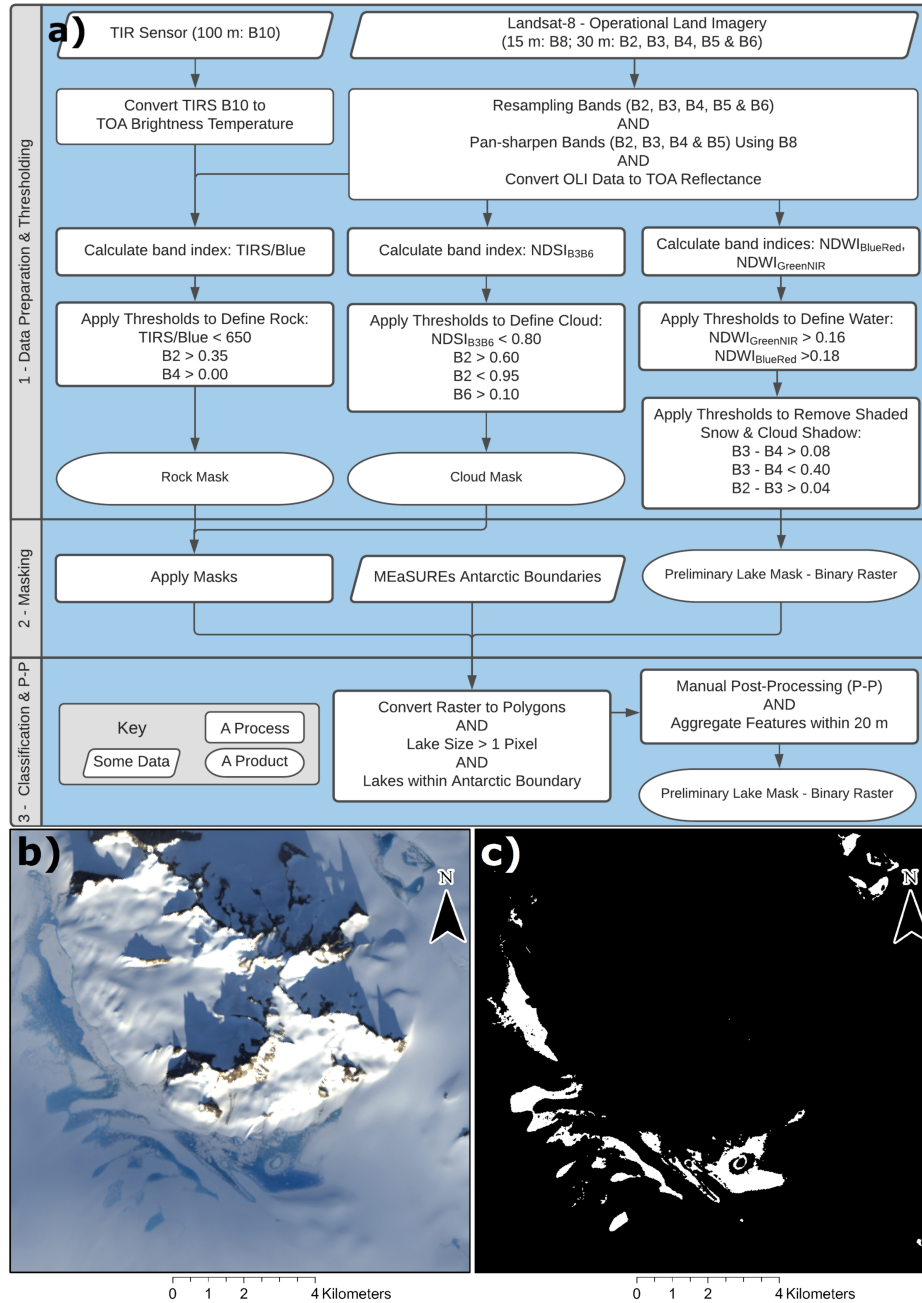 a)
TIR Sensor (100 m: B10)
Landsat-8 - Operational Land Imagery
(15 m: B8; 30 m: B2, B3, B4, B5 & B6)
1 - Data Preparation & Thresholding
Convert TIRS B10 to
TOA Brightness Temperature
Resampling Bands (B2, B3, B4, B5 & B6)
AND
Pan-sharpen Bands (B2, B3, B4 & B5) Using B8
AND
Convert OLI Data to TOA Reflectance
Calculate band index: TIRS/Blue
Calculate band index: NDSI_B3B6
Calculate band indices: NDWI_BlueRed,
NDWI_GreenNIR
Apply Thresholds to Define Rock:
TIRS/Blue < 650
B2 > 0.35
B4 > 0.00
Apply Thresholds to Define Cloud:
NDSI_B3B6 < 0.80
B2 > 0.60
B2 < 0.95
B6 > 0.10
Apply Thresholds to Define Water:
NDWI_GreenNIR > 0.16
NDWI_BlueRed >0.18
Apply Thresholds to Remove Shaded
Snow & Cloud Shadow:
B3 - B4 > 0.08
B3 - B4 < 0.40
B2 - B3 > 0.04
Rock Mask
Cloud Mask
2 - Masking
Apply Masks
MEaSUREs Antarctic Boundaries
Preliminary Lake Mask - Binary Raster
3 - Classification & P-P
Key
A Process
Some Data
A Product
Convert Raster to Polygons
AND
Lake Size > 1 Pixel
AND
Lakes within Antarctic Boundary
Manual Post-Processing (P-P)
AND
Aggregate Features within 20 m
Preliminary Lake Mask - Binary Raster
b)
N
0 1 2 4 Kilometers
c)
N
0 1 2 4 Kilometers